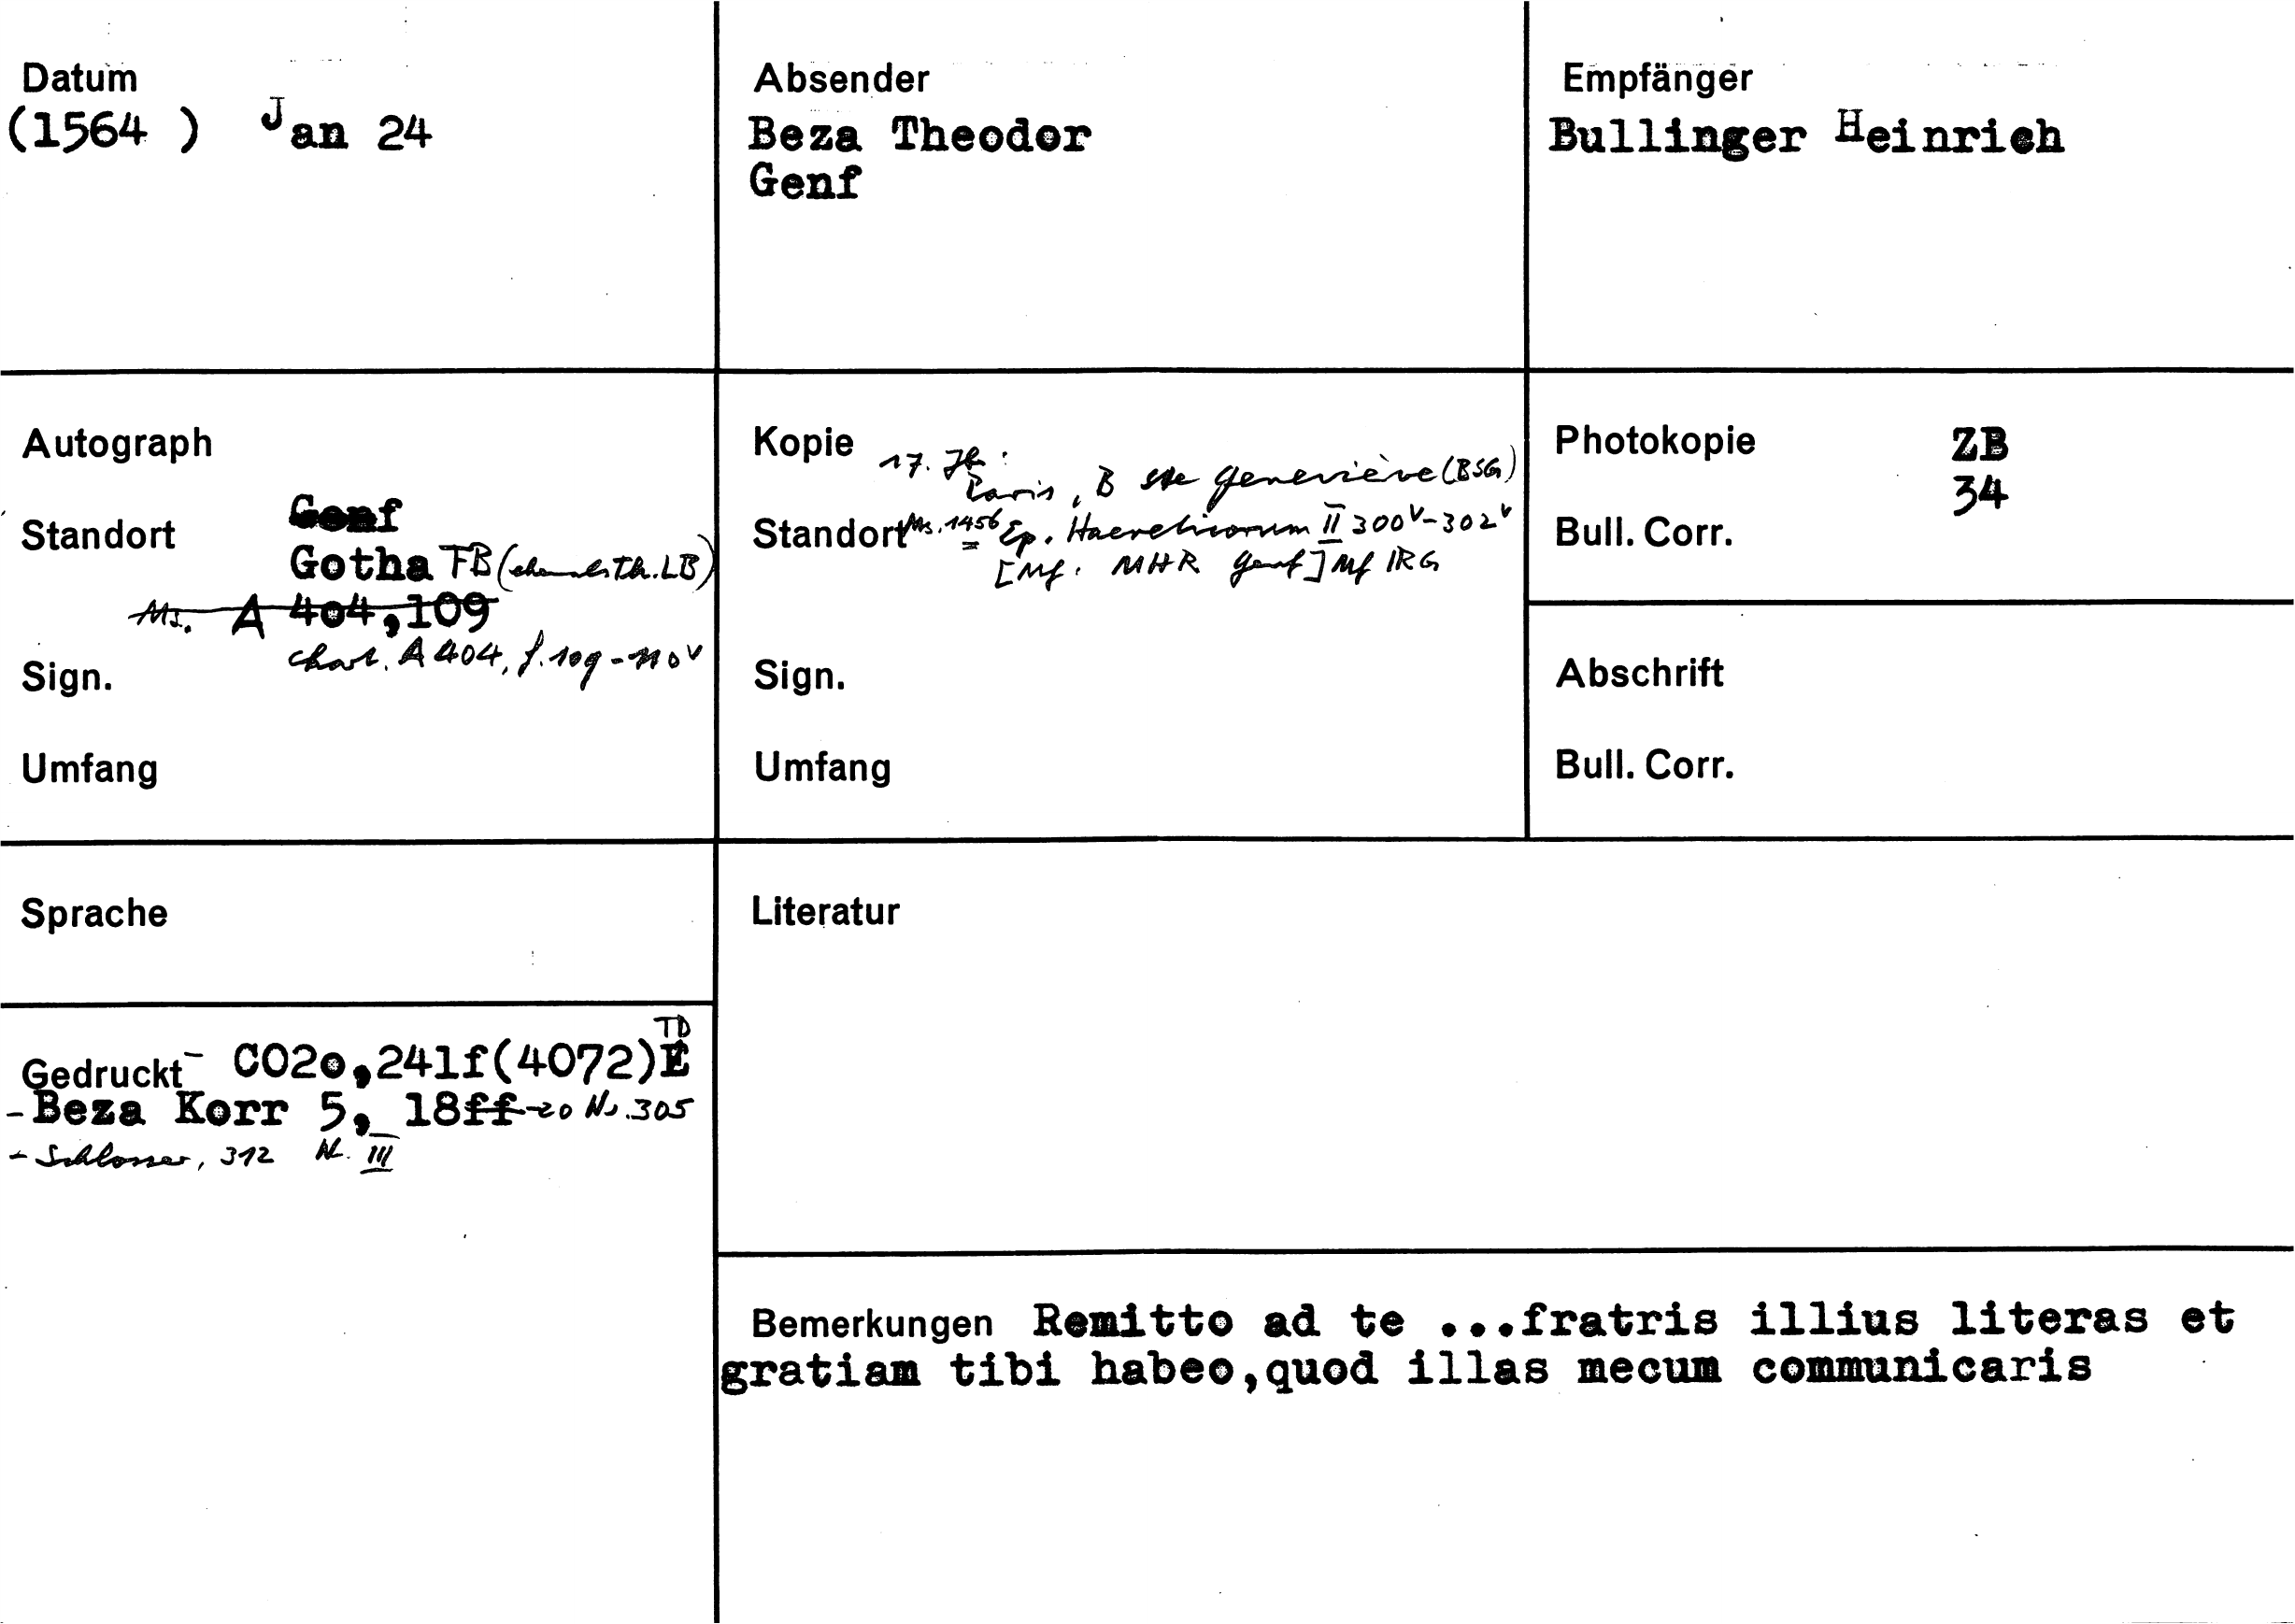 Datum
(1564 ) Jan 24
Absender
Beza Theodor
Genf
Empfänger
Bullinger Heinrich
Autograph
Standort Genf
Gotha FB (ehemals Th. LB)
Ms. A 404,109
chart. A 404, f. 109-110v
Sign.
Umfang
Kopie 17. Jh:
Paris, B Ste Geneviève (BSG)
Standort Ms. 1456 Ep. Haereticorum II 300v-302v
[Mf. MHR Genf] Mf IRG
Sign.
Umfang
Photokopie ZB
34
Bull. Corr.
Abschrift
Bull. Corr.
Sprache
Literatur
TD
Gedruckt - CO2o,241f(4072)E
- Beza Korr 5, 18ff-20 No. 305
- Schlosser, 312 Nr. III
Bemerkungen Remitto ad te ...fratris illius literas et
gratiam tibi habeo,quod illas mecum communicaris